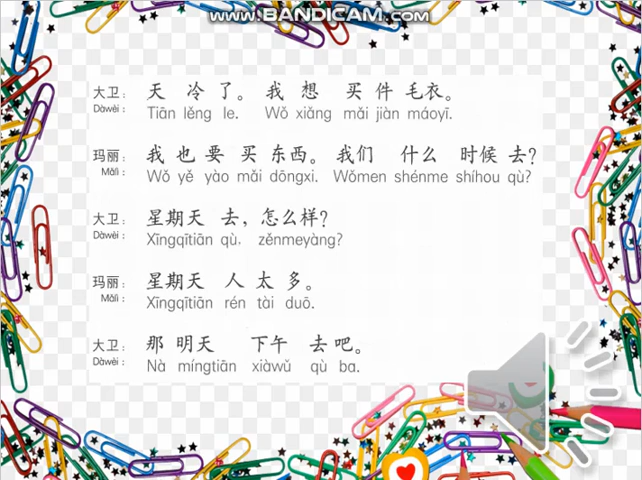 www.BANDICAM.com
大卫： 天 冷 了。 我 想 买 件 毛衣。
Dàwèi： Tiān lěng le. Wǒ xiǎng mǎi jiàn máoyī.
玛丽： 我 也 要 买 东西。 我们 什么 时候 去？
Mǎlì： Wǒ yě yào mǎi dōngxi. Wǒmen shénme shíhou qù?
大卫： 星期天 去，怎么样？
Dàwèi： Xīngqītiān qù, zěnmeyàng?
玛丽： 星期天 人 太 多。
Mǎlì： Xīngqītiān rén tài duō.
大卫： 那 明天 下午 去 吧。
Dàwèi： Nà míngtiān xiàwǔ qù ba.